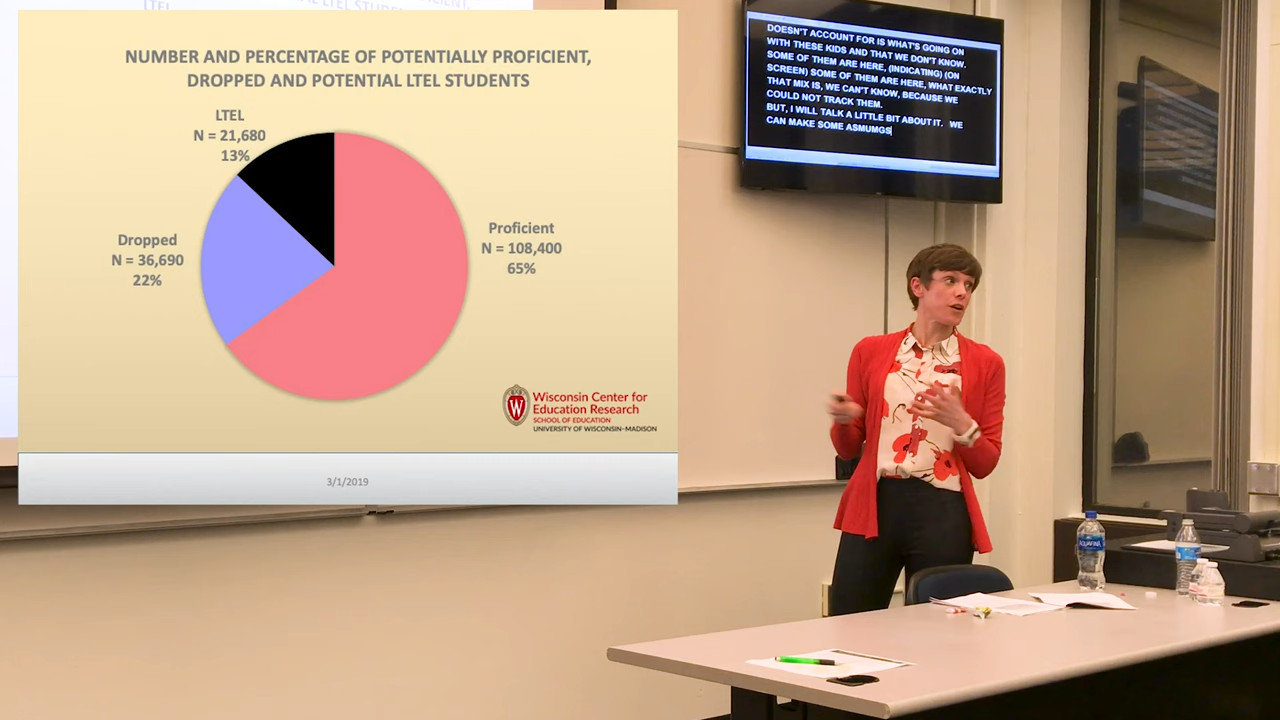 NUMBER AND PERCENTAGE OF POTENTIALLY PROFICIENT,
DROPPED AND POTENTIAL LTEL STUDENTS
LTEL
N = 21,680
13%
Dropped
N = 36,690
22%
Proficient
N = 108,400
65%
W
Wisconsin Center for
Education Research
SCHOOL OF EDUCATION
UNIVERSITY OF WISCONSIN-MADISON
3/1/2019
LTEL
DOESN'T ACCOUNT FOR IS WHAT'S GOING ON
WITH THESE KIDS AND THAT WE DON'T KNOW.
SOME OF THEM ARE HERE, (INDICATING) (ON
SCREEN) SOME OF THEM ARE HERE, WHAT EXACTLY
THAT MIX IS, WE CAN'T KNOW, BECAUSE WE
COULD NOT TRACK THEM.
BUT, I WILL TALK A LITTLE BIT ABOUT IT. WE
CAN MAKE SOME ASMUMGS
AQUAFINA